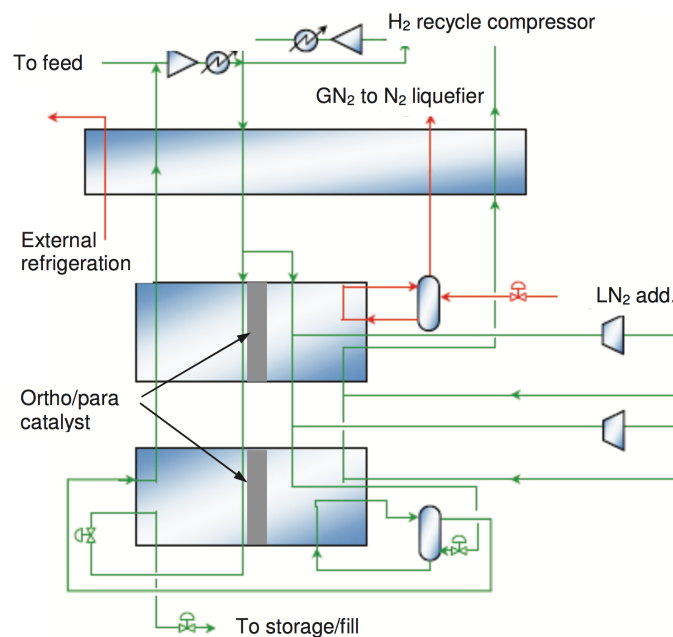 H₂ recycle compressor
To feed
GN₂ to N₂ liquefier
External
refrigeration
LN₂ add.
Ortho/para
catalyst
To storage/fill